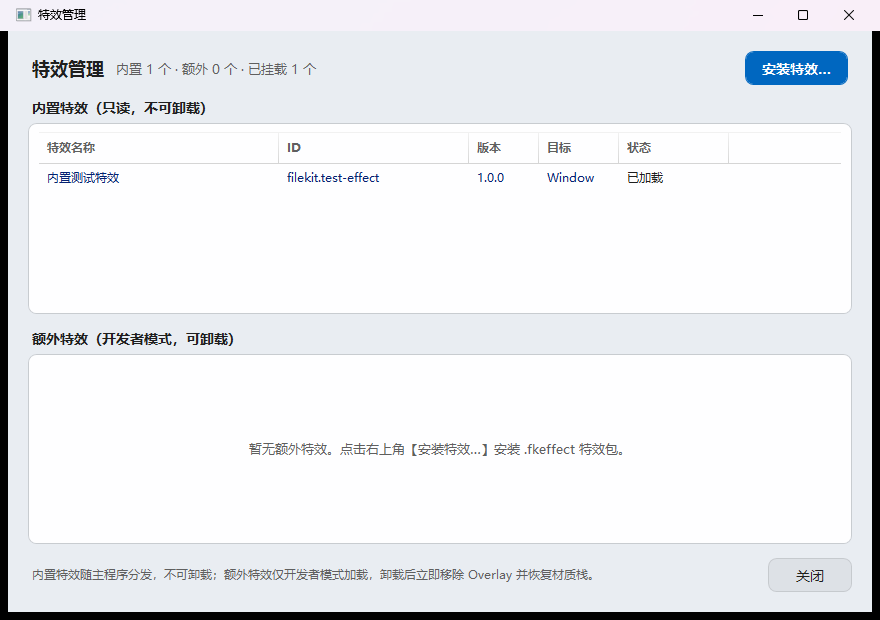 特效管理
特效管理 内置 1 个 · 额外 0 个 · 已挂载 1 个 安装特效...
内置特效（只读，不可卸载）
特效名称 ID 版本 目标 状态
内置测试特效 filekit.test-effect 1.0.0 Window 已加载
额外特效（开发者模式，可卸载）
暂无额外特效。点击右上角【安装特效...】安装 .fkeffect 特效包。
内置特效随主程序分发，不可卸载；额外特效仅开发者模式加载，卸载后立即移除 Overlay 并恢复材质栈。 关闭